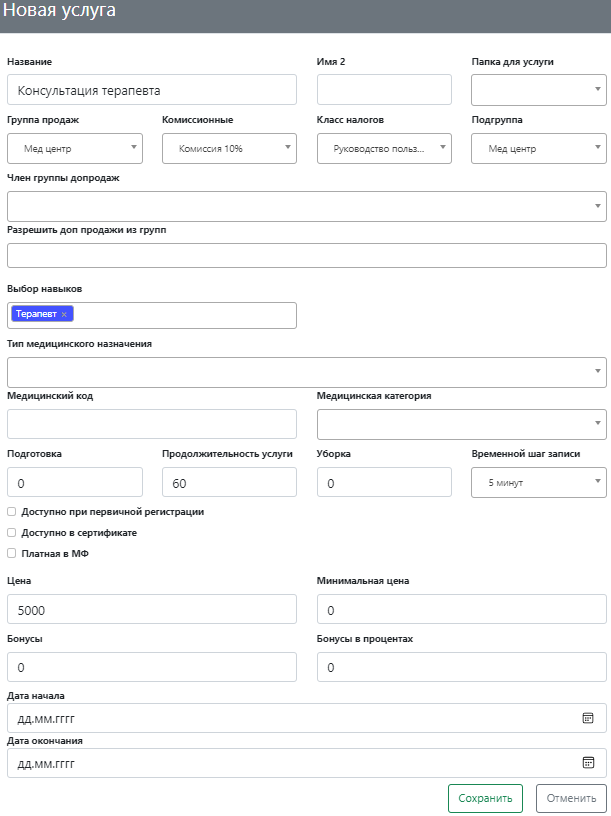 Новая услуга
Название Имя 2 Папка для услуги
Консультация терапевта
Группа продаж Комиссионные Класс налогов Подгруппа
Мед центр Комиссия 10% Руководство польз... Мед центр
Член группы допродаж
Разрешить доп продажи из групп
Выбор навыков
Терапевт ×
Тип медицинского назначения
Медицинский код Медицинская категория
Подготовка Продолжительность услуги Уборка Временной шаг записи
0 60 0 5 минут
Доступно при первичной регистрации
Доступно в сертификате
Платная в МФ
Цена Минимальная цена
5000 0
Бонусы Бонусы в процентах
0 0
Дата начала
дд.мм.гггг
Дата окончания
дд.мм.гггг
Сохранить Отменить